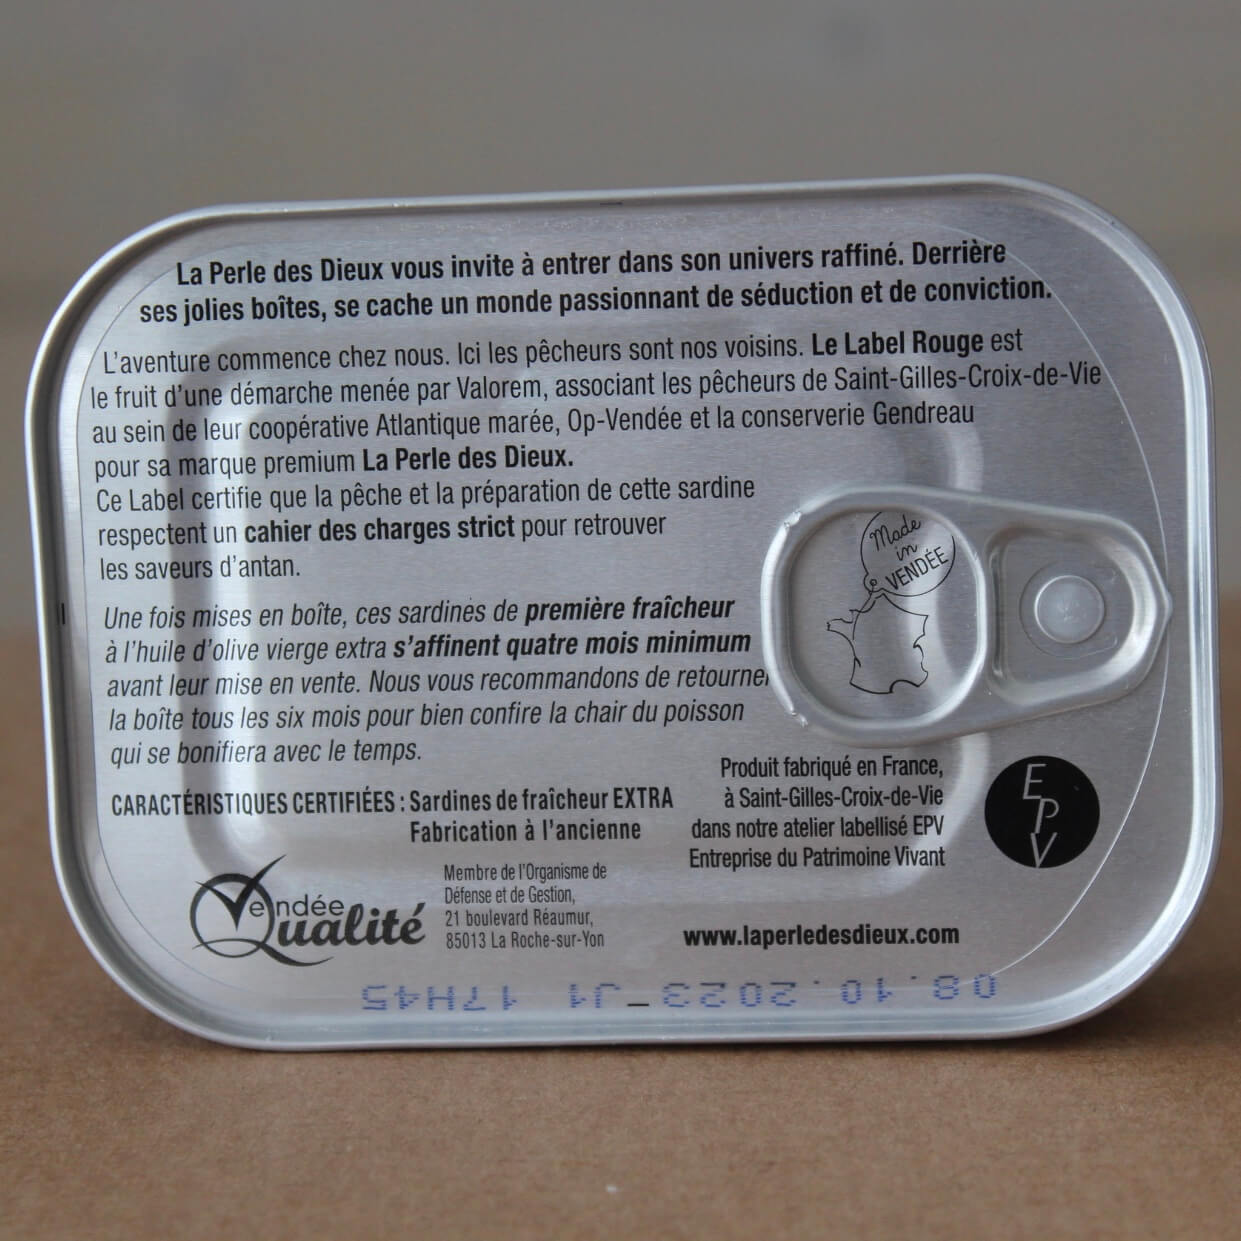 La Perle des Dieux vous invite à entrer dans son univers raffiné. Derrière
ses jolies boîtes, se cache un monde passionnant de séduction et de conviction.
L'aventure commence chez nous. Ici les pêcheurs sont nos voisins. Le Label Rouge est
le fruit d'une démarche menée par Valorem, associant les pêcheurs de Saint-Gilles-Croix-de-Vie
au sein de leur coopérative Atlantique marée, Op-Vendée et la conserverie Gendreau
pour sa marque premium La Perle des Dieux.
Ce Label certifie que la pêche et la préparation de cette sardine
respectent un cahier des charges strict pour retrouver
les saveurs d'antan.
Made
in
VENDÉE
Une fois mises en boîte, ces sardines de première fraîcheur
à l'huile d'olive vierge extra s'affinent quatre mois minimum
avant leur mise en vente. Nous vous recommandons de retourner
la boîte tous les six mois pour bien confire la chair du poisson
qui se bonifiera avec le temps.
CARACTÉRISTIQUES CERTIFIÉES : Sardines de fraîcheur EXTRA
Fabrication à l'ancienne
Produit fabriqué en France,
à Saint-Gilles-Croix-de-Vie
dans notre atelier labellisé EPV
Entreprise du Patrimoine Vivant
EPV
Vendée
Qualité
Membre de l'Organisme de
Défense et de Gestion,
21 boulevard Réaumur,
85013 La Roche-sur-Yon
www.laperledesdieux.com
08.10.2023-J1 17H45